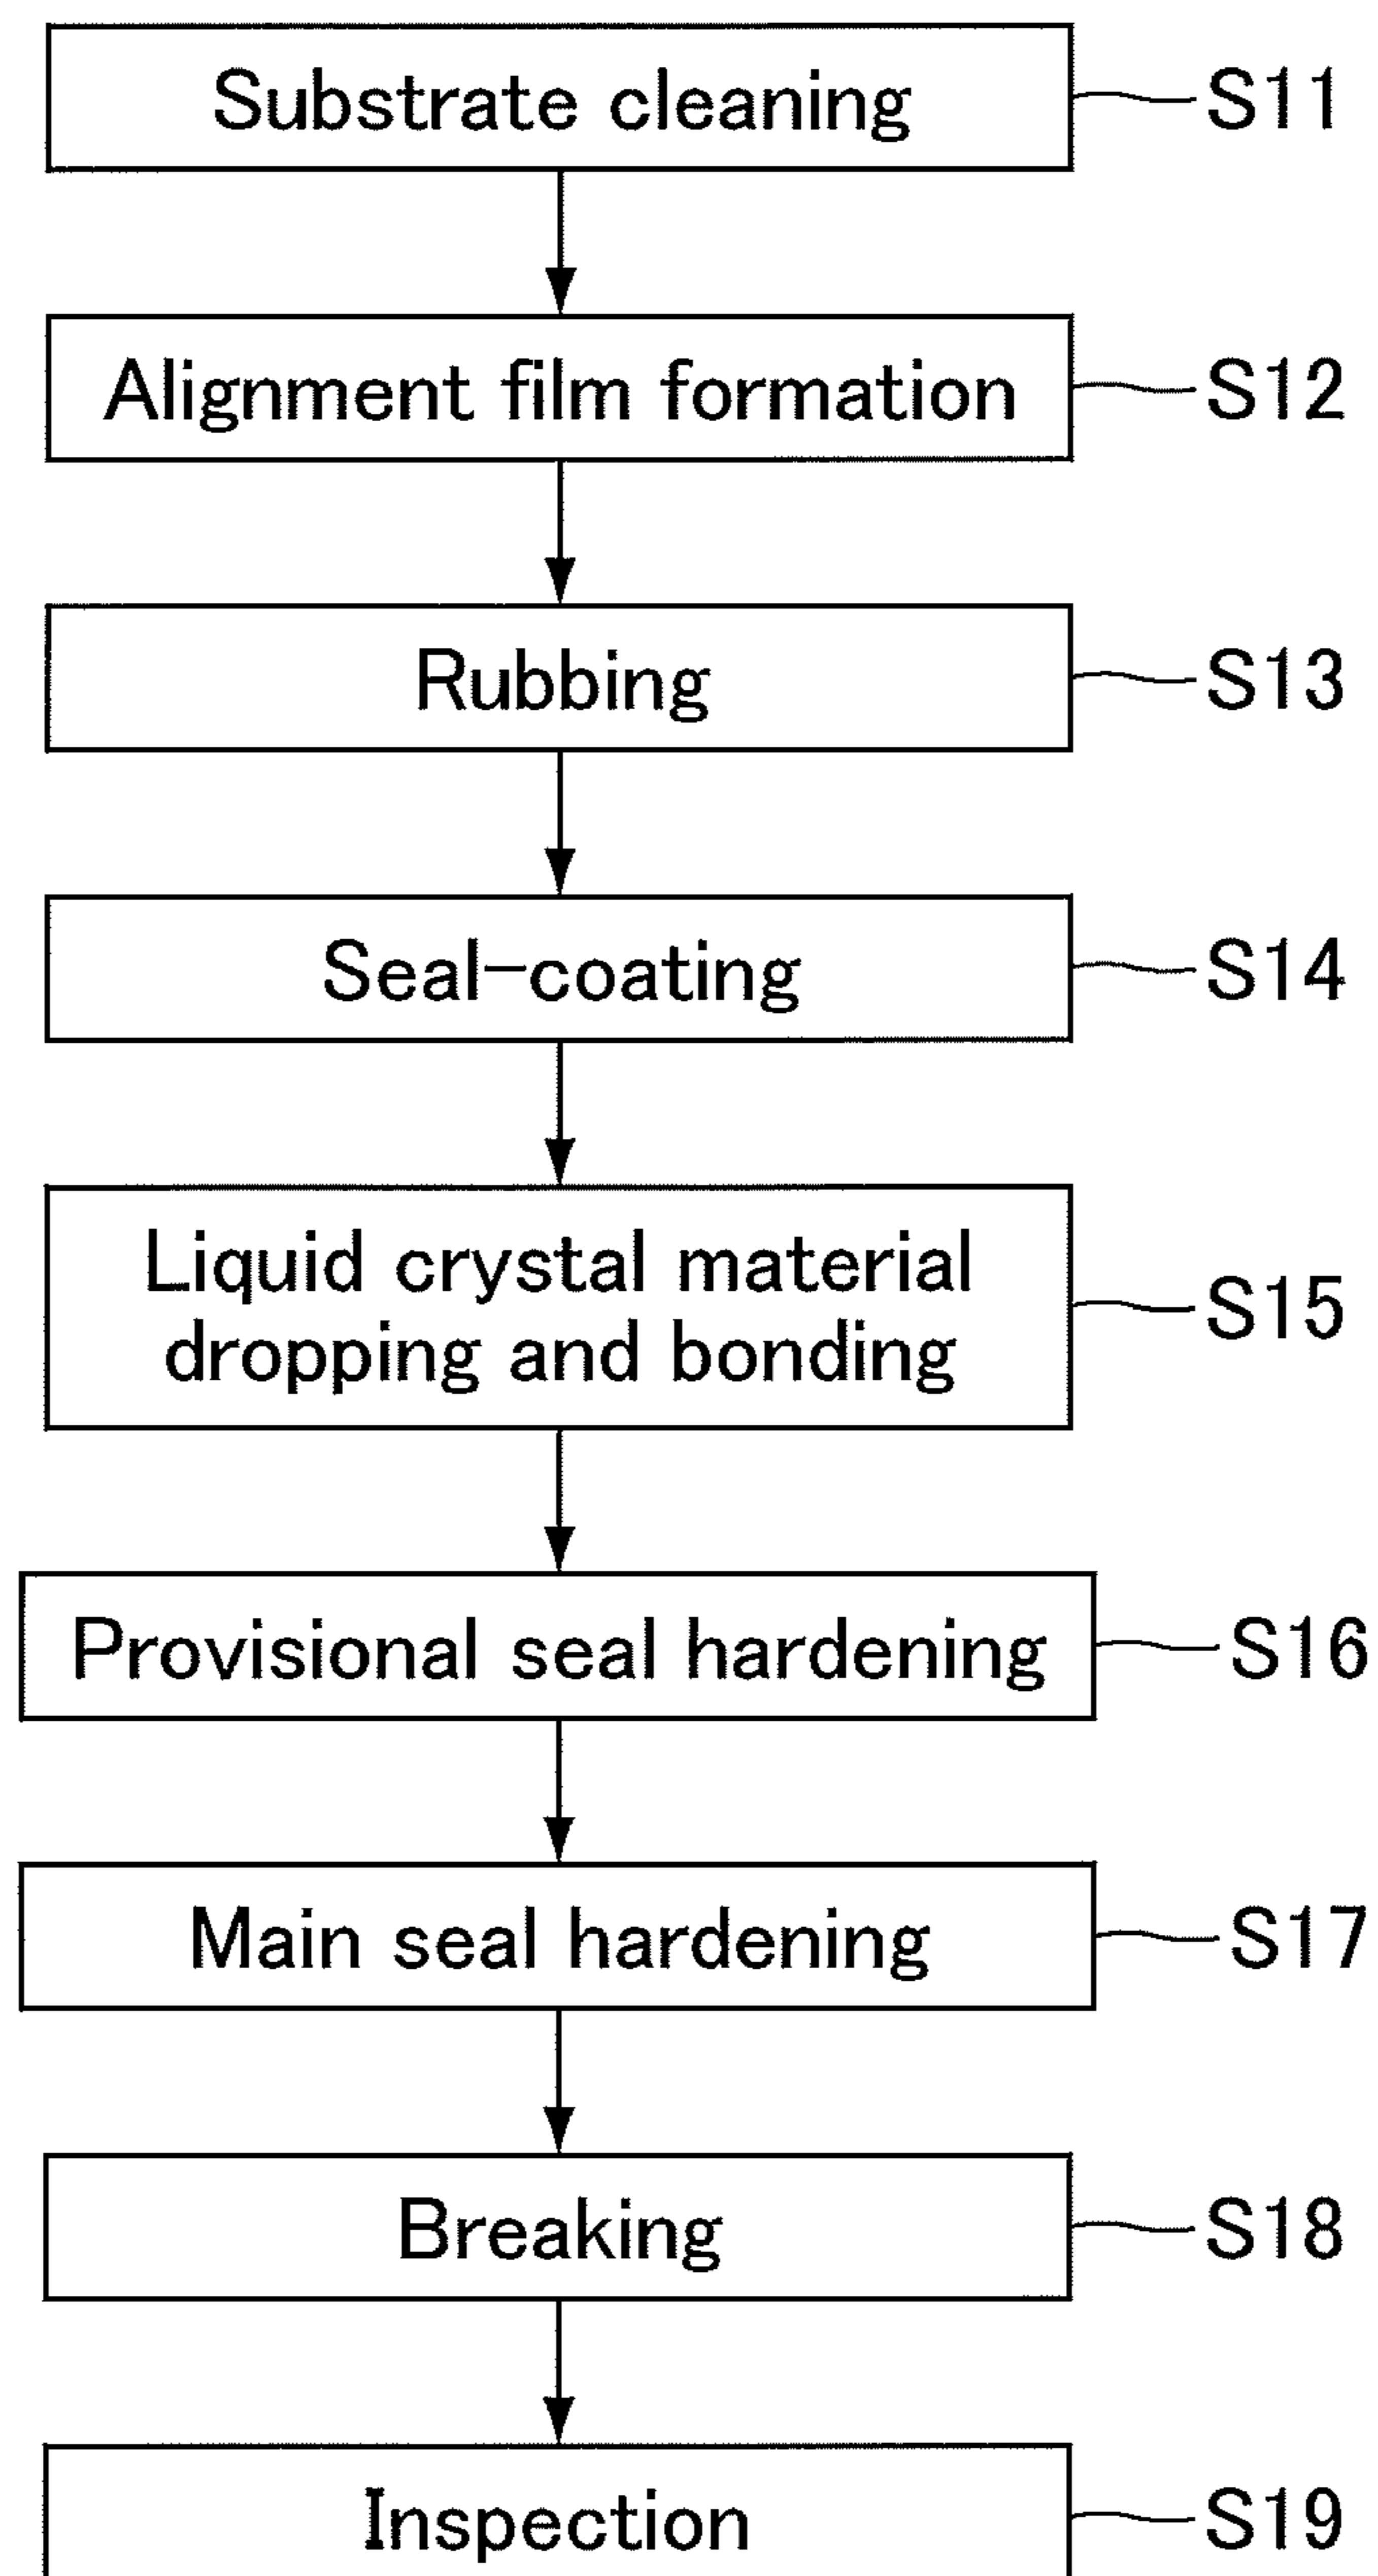 Substrate cleaning S11
Alignment film formation S12
Rubbing S13
Seal-coating S14
Liquid crystal material
dropping and bonding
S15
Provisional seal hardening S16
Main seal hardening S17
Breaking S18
Inspection S19